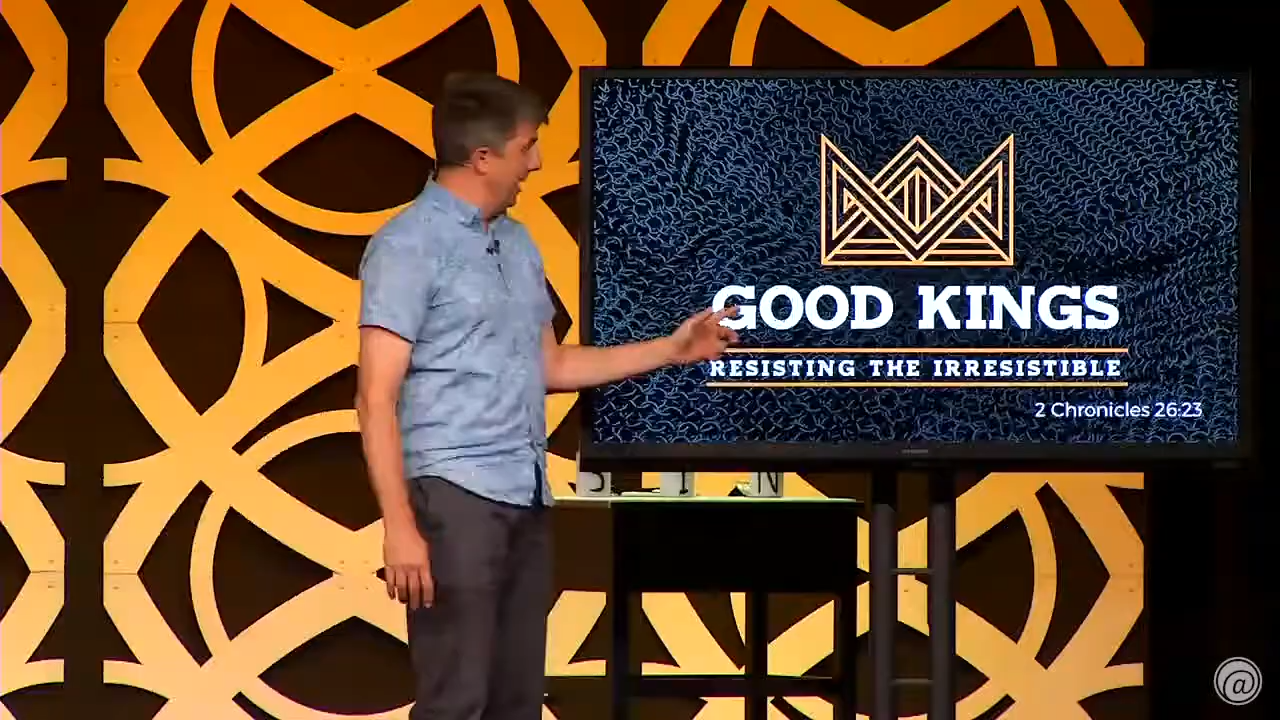 GOOD KINGS
RESISTING THE IRRESISTIBLE
2 Chronicles 26:23
S I N
@